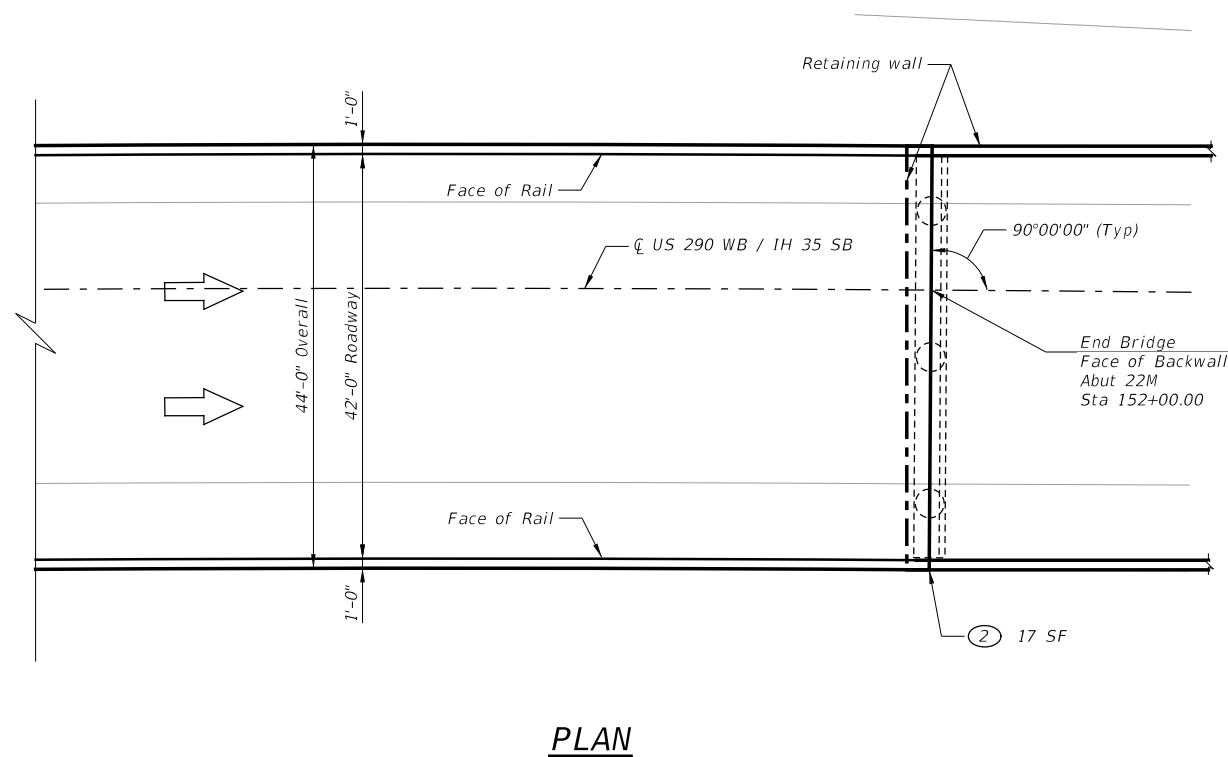 Retaining wall
1'-0"
Face of Rail
℄ US 290 WB / IH 35 SB
90°00'00" (Typ)
44'-0" Overall
42'-0" Roadway
End Bridge
Face of Backwall
Abut 22M
Sta 152+00.00
Face of Rail
1'-0"
2 17 SF
PLAN